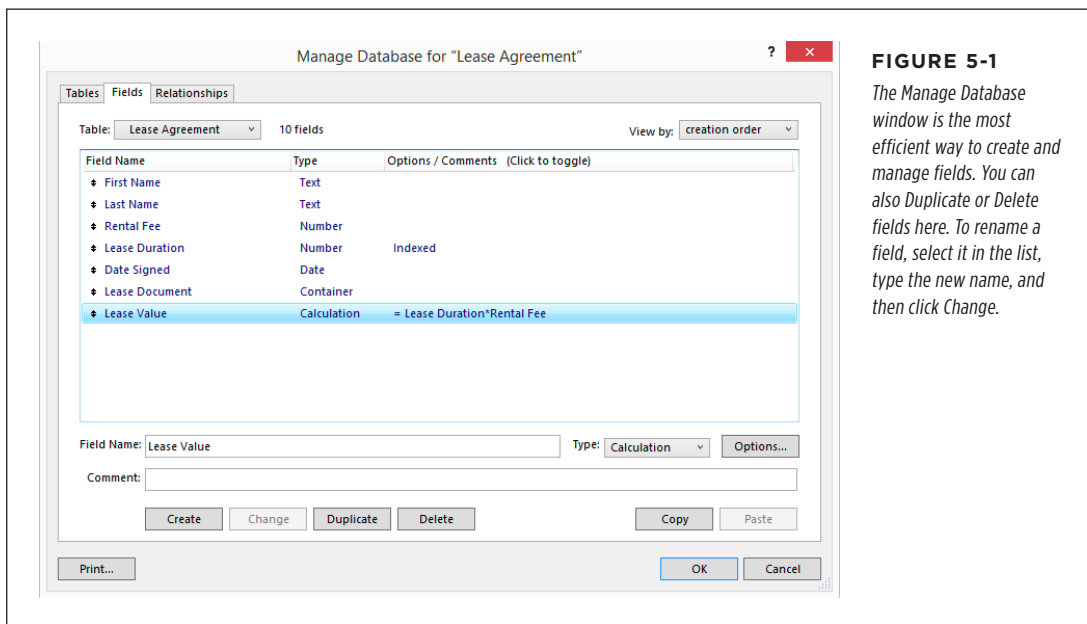 Manage Database for "Lease Agreement"
?
×
Tables Fields Relationships
Table: Lease Agreement 10 fields View by: creation order
Field Name Type Options / Comments (Click to toggle)
First Name Text
Last Name Text
Rental Fee Number
Lease Duration Number Indexed
Date Signed Date
Lease Document Container
Lease Value Calculation = Lease Duration*Rental Fee
Field Name: Lease Value Type: Calculation Options...
Comment:
Create Change Duplicate Delete Copy Paste
Print... OK Cancel
FIGURE 5-1
The Manage Database
window is the most
efficient way to create and
manage fields. You can
also Duplicate or Delete
fields here. To rename a
field, select it in the list,
type the new name, and
then click Change.